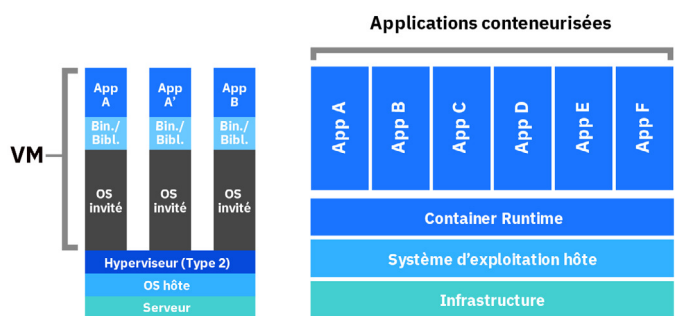 Applications conteneurisées
VM
App
A
App
A’
App
B
Bin./
Bibl.
Bin./
Bibl.
Bin./
Bibl.
OS
invité
OS
invité
OS
invité
Hyperviseur (Type 2)
OS hôte
Serveur
App A
App B
App C
App D
App E
App F
Container Runtime
Système d’exploitation hôte
Infrastructure